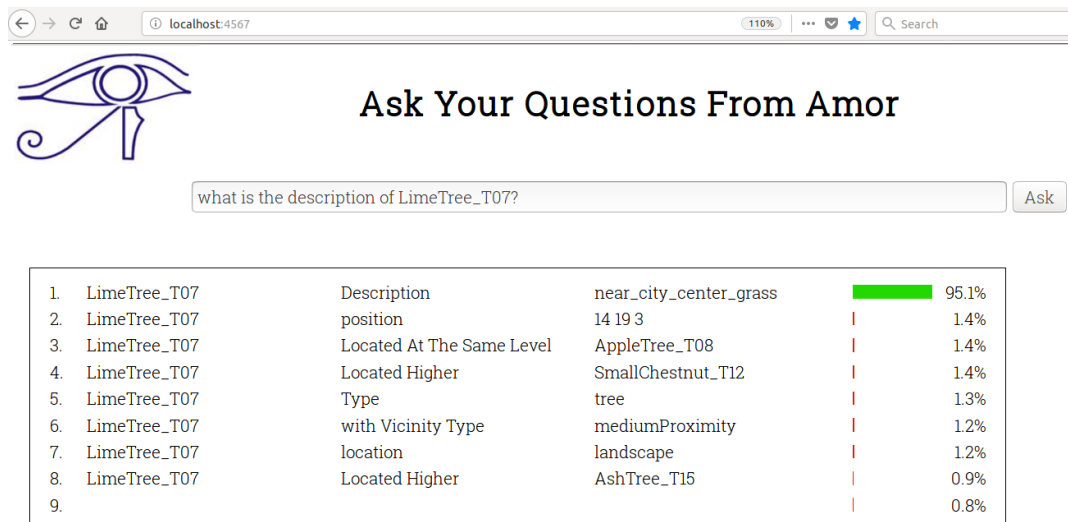 localhost:4567 110% Search
Ask Your Questions From Amor
what is the description of LimeTree_T07? Ask
1. LimeTree_T07 Description near_city_center_grass 95.1%
2. LimeTree_T07 position 14 19 3 1.4%
3. LimeTree_T07 Located At The Same Level AppleTree_T08 1.4%
4. LimeTree_T07 Located Higher SmallChestnut_T12 1.4%
5. LimeTree_T07 Type tree 1.3%
6. LimeTree_T07 with Vicinity Type mediumProximity 1.2%
7. LimeTree_T07 location landscape 1.2%
8. LimeTree_T07 Located Higher AshTree_T15 0.9%
9. 0.8%